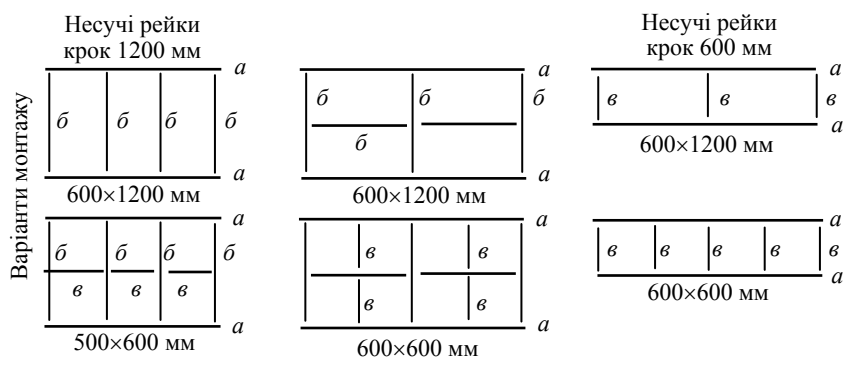 Несучі рейки
крок 1200 мм
Несучі рейки
крок 600 мм
Варіанти монтажу
а
б б б б
а
600×1200 мм
а
б б б
б
а
600×1200 мм
а
в в в
а
600×1200 мм
а
б б б б
в в в
а
500×600 мм
а
в в
в в
а
600×600 мм
а
в в в в в
а
600×600 мм